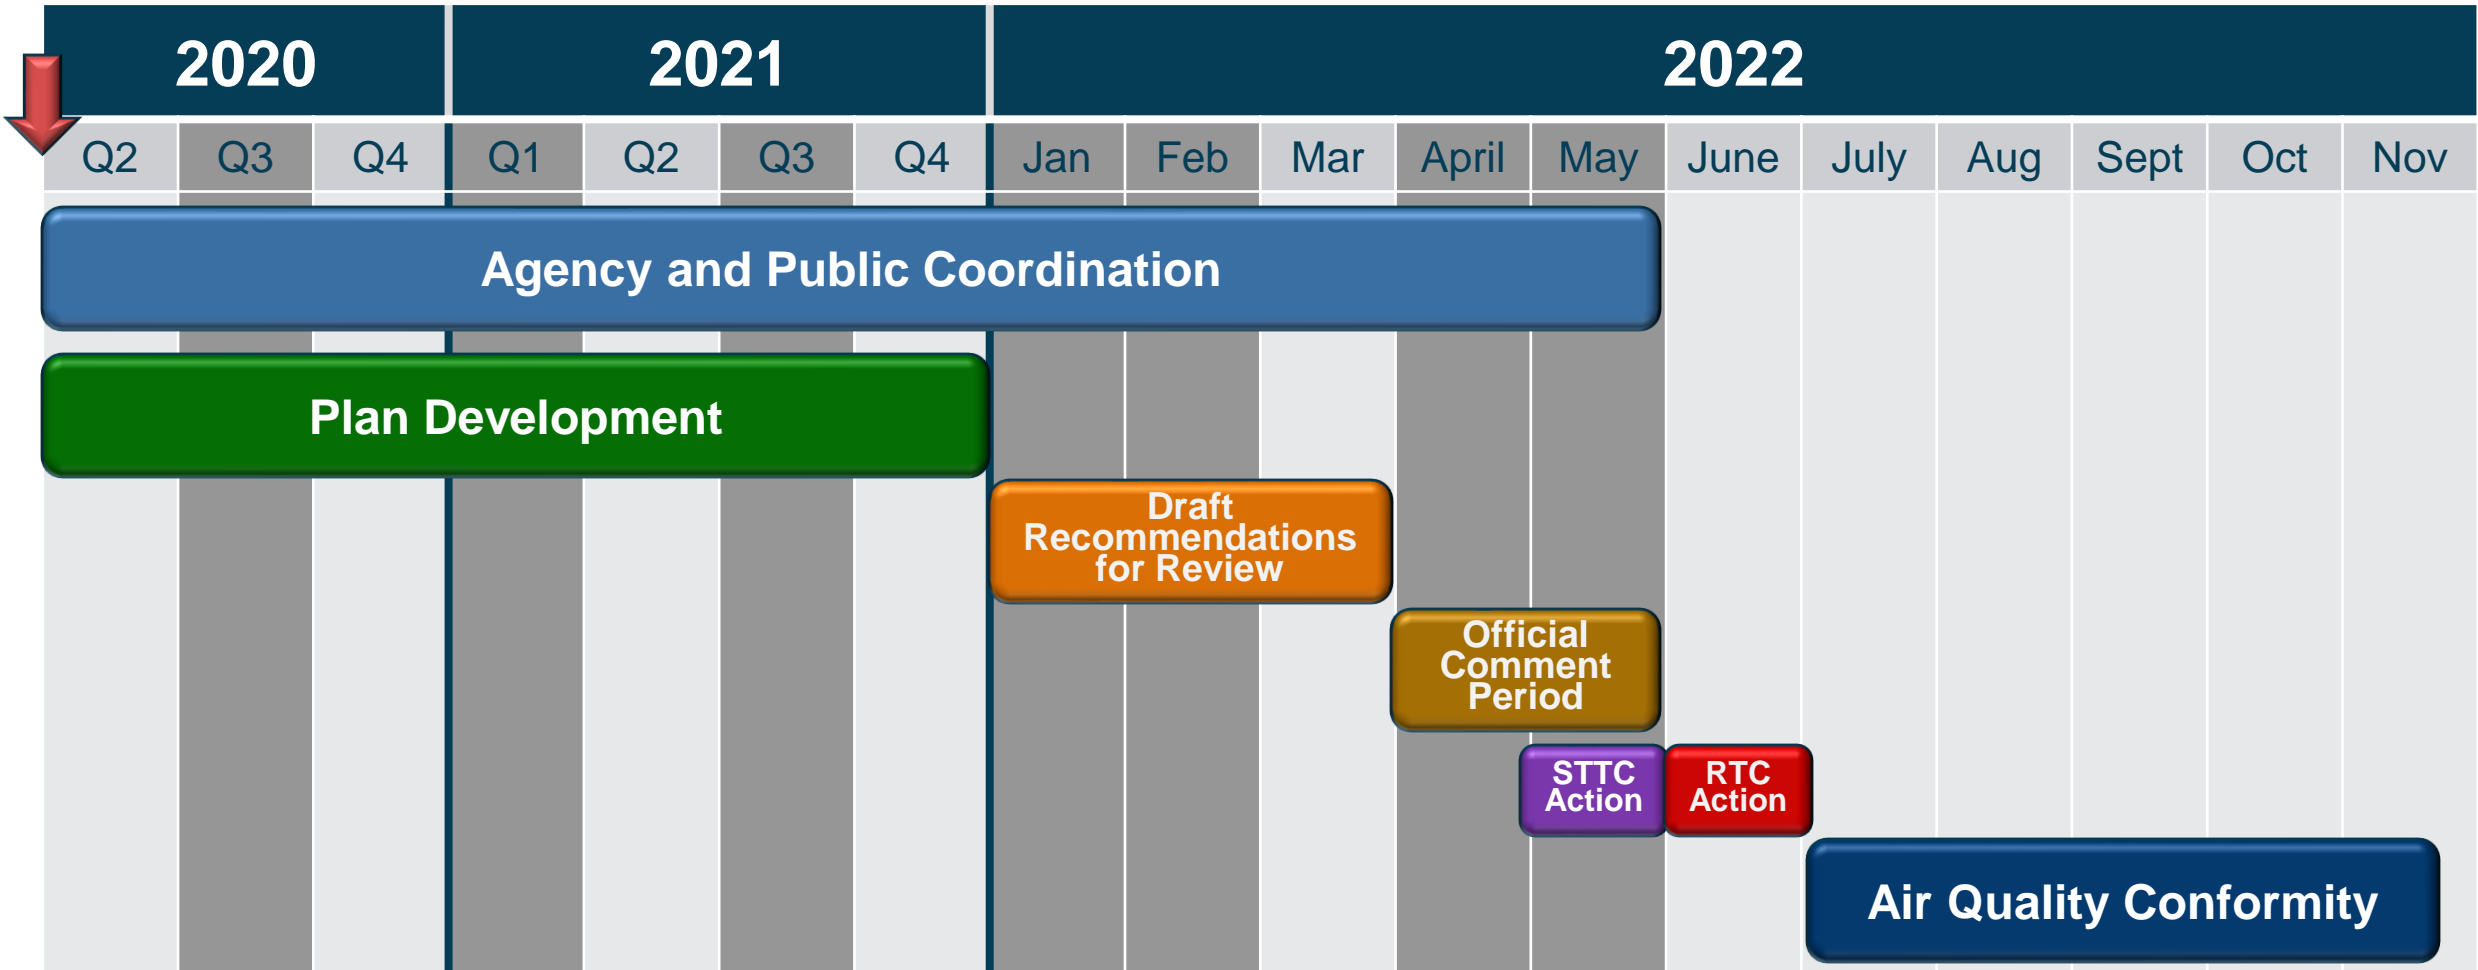 2020 2021 2022
Q2 Q3 Q4 Q1 Q2 Q3 Q4 Jan Feb Mar April May June July Aug Sept Oct Nov
Agency and Public Coordination
Plan Development
Draft
Recommendations
for Review
Official
Comment
Period
STTC
Action
RTC
Action
Air Quality Conformity